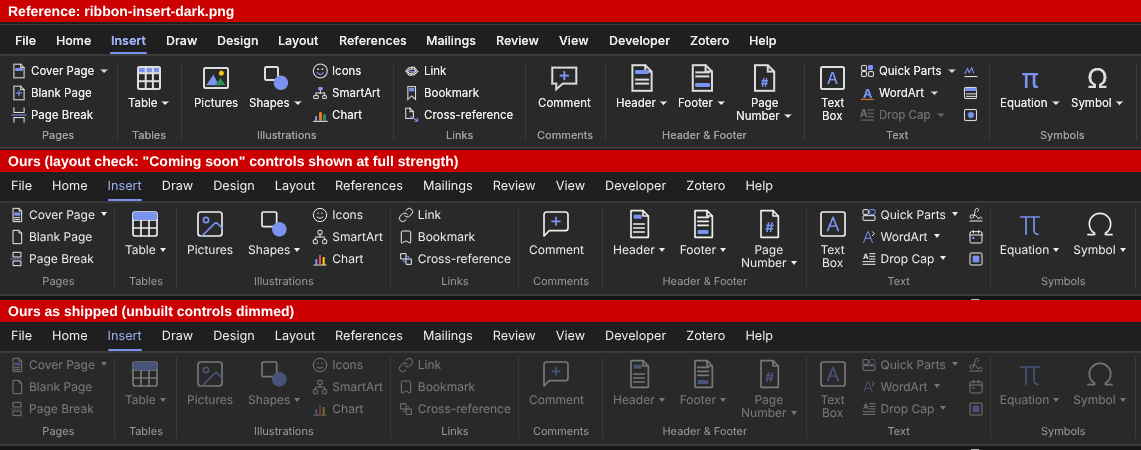 Reference: ribbon-insert-dark.png
File Home Insert Draw Design Layout References Mailings Review View Developer Zotero Help
Cover Page Icons Link Quick Parts
Blank Page Table Pictures Shapes SmartArt Bookmark Comment Header Footer Page Number Text Box WordArt Equation Symbol
Page Break Chart Cross-reference Drop Cap
Pages Tables Illustrations Links Comments Header & Footer Text Symbols
Ours (layout check: "Coming soon" controls shown at full strength)
File Home Insert Draw Design Layout References Mailings Review View Developer Zotero Help
Cover Page Icons Link Quick Parts
Blank Page Table Pictures Shapes SmartArt Bookmark Comment Header Footer Page Number Text Box WordArt Equation Symbol
Page Break Chart Cross-reference Drop Cap
Pages Tables Illustrations Links Comments Header & Footer Text Symbols
Ours as shipped (unbuilt controls dimmed)
File Home Insert Draw Design Layout References Mailings Review View Developer Zotero Help
Cover Page Icons Link Quick Parts
Blank Page Table Pictures Shapes SmartArt Bookmark Comment Header Footer Page Number Text Box WordArt Equation Symbol
Page Break Chart Cross-reference Drop Cap
Pages Tables Illustrations Links Comments Header & Footer Text Symbols